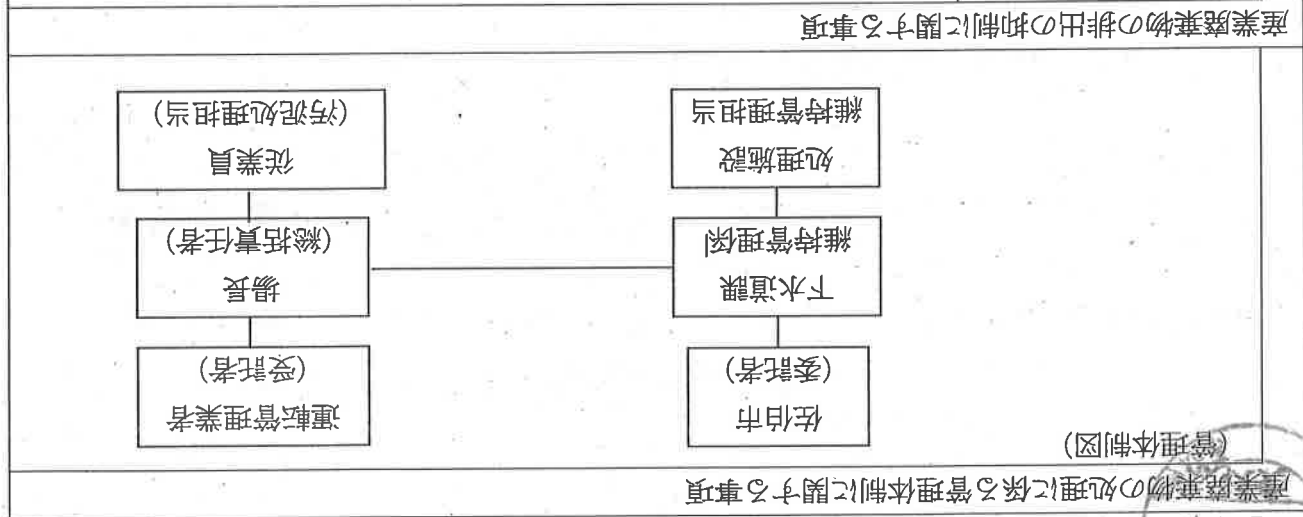 産業廃棄物の処理に係る管理体制に関する事項
(管理体制図)
佐伯市
(委託者)
下水道課
維持管理係
処理施設
維持管理担当
運転管理業者
(受託者)
場長
(総括責任者)
従業員
(汚泥処理担当)
産業廃棄物の排出の抑制に関する事項